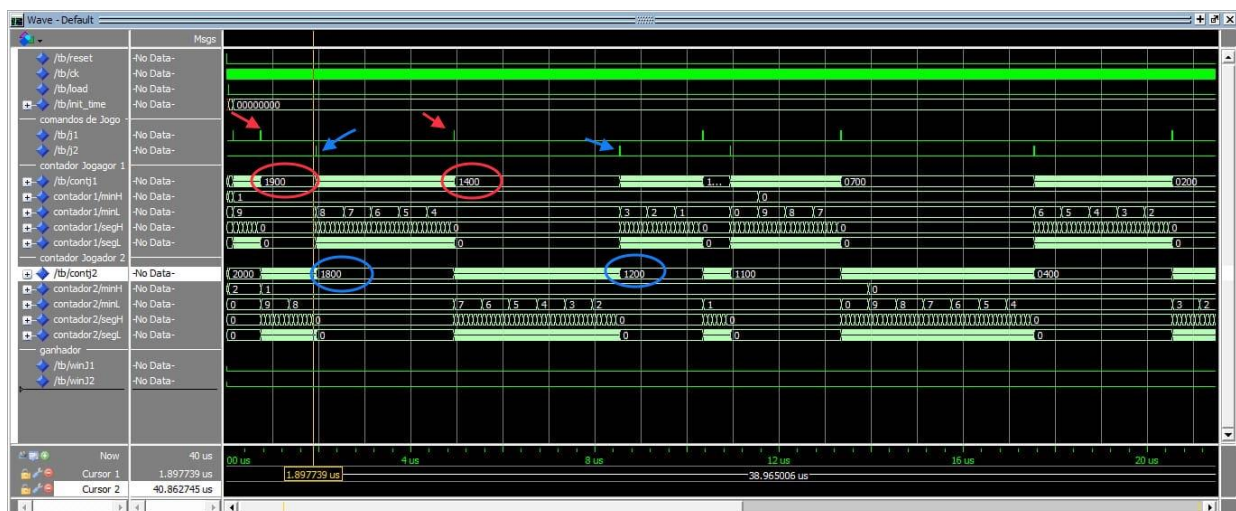 Wave - Default
Msgs
/tb/reset -No Data-
/tb/ck -No Data-
/tb/load -No Data-
/tb/init_time -No Data- 00000000
comandos de Jogo
/tb/j1 -No Data-
/tb/j2 -No Data-
contador Jogagor 1
/tb/contj1 -No Data- 1900 1400 1... 0700 0200
contador1/minH -No Data- 1 0
contador1/minL -No Data- 9 8 7 6 5 4 3 2 1 0 9 8 7 6 5 4 3 2
contador1/segH -No Data- 0 0 0 0 0
contador1/segL -No Data- 0 0 0 0 0
contador Jogador 2
/tb/contj2 -No Data- 2000 1800 1200 1100 0400
contador2/minH -No Data- 2 1 0
contador2/minL -No Data- 0 9 8 7 6 5 4 3 2 1 0 9 8 7 6 5 4 3 2
contador2/segH -No Data- 0 0 0 0 0
contador2/segL -No Data- 0 0 0 0 0
ganhador
/tb/winJ1 -No Data-
/tb/winJ2 -No Data-
Now 40 us 00 us 4 us 8 us 12 us 16 us 20 us
Cursor 1 1.897739 us 1.897739 us 38.965006 us
Cursor 2 40.862745 us